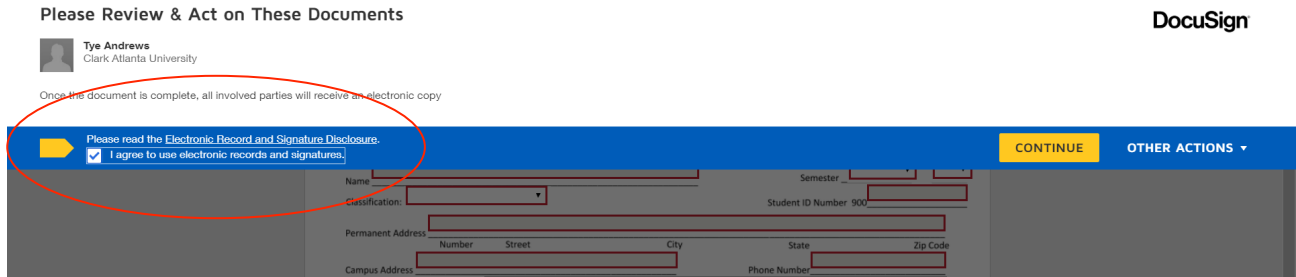 Please Review & Act on These Documents
DocuSign
Tye Andrews
Clark Atlanta University
Once the document is complete, all involved parties will receive an electronic copy
Please read the Electronic Record and Signature Disclosure.
I agree to use electronic records and signatures.
CONTINUE
OTHER ACTIONS
Name
Semester
Classification:
Student ID Number 900
Permanent Address
Number Street City State Zip Code
Campus Address
Phone Number